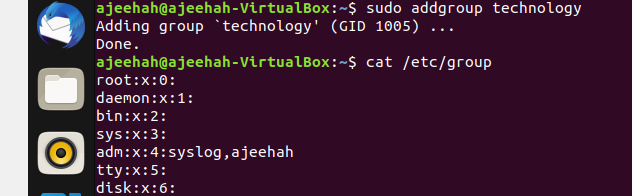 ajeehah@ajeehah-VirtualBox:~$ sudo addgroup technology
Adding group `technology' (GID 1005) ...
Done.
ajeehah@ajeehah-VirtualBox:~$ cat /etc/group
root:x:0:
daemon:x:1:
bin:x:2:
sys:x:3:
adm:x:4:syslog,ajeehah
tty:x:5:
disk:x:6: